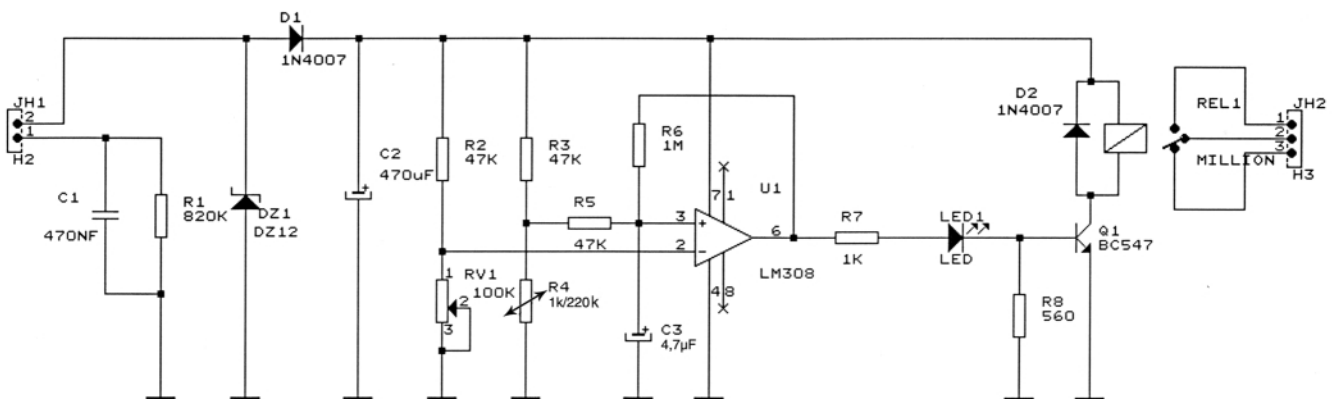 D1
1N4007
JH1
2
1
H2
C1
470NF
R1
820K
DZ1
DZ12
C2
470uF
+
R2
47K
R3
47K
R5
47K
R6
1M
1
RV1
100K
2
3
R4
1k/220k
C3
4,7µF
+
7
1
U1
3
+
2
-
6
4
8
LM308
R7
1K
LED1
LED
R8
560
Q1
BC547
D2
1N4007
REL1
MILLION
JH2
1
2
3
H3